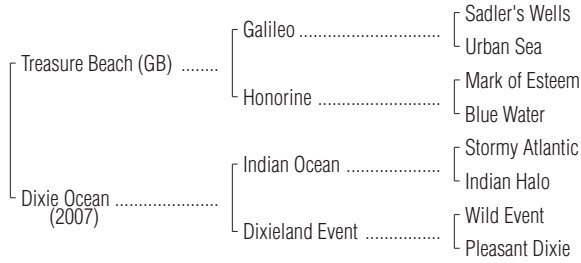 Sadler's Wells
Galileo ........................................
Urban Sea
Treasure Beach (GB) ........
Mark of Esteem
Honorine ...................................
Blue Water
Stormy Atlantic
Indian Ocean ...........................
Indian Halo
Dixie Ocean ......................
(2007)
Wild Event
Dixieland Event .....................
Pleasant Dixie